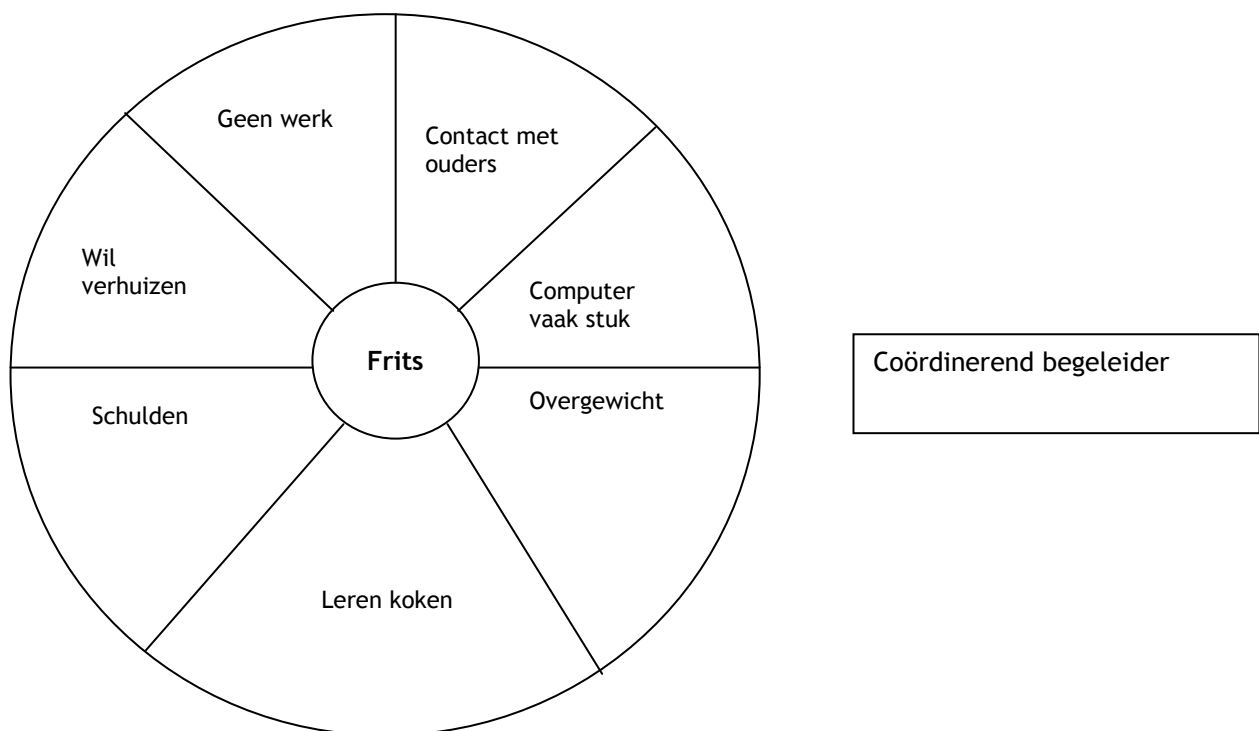 Geen werk
Contact met
ouders
Wil
verhuizen
Computer
vaak stuk
Frits
Coördinerend begeleider
Schulden
Overgewicht
Leren koken